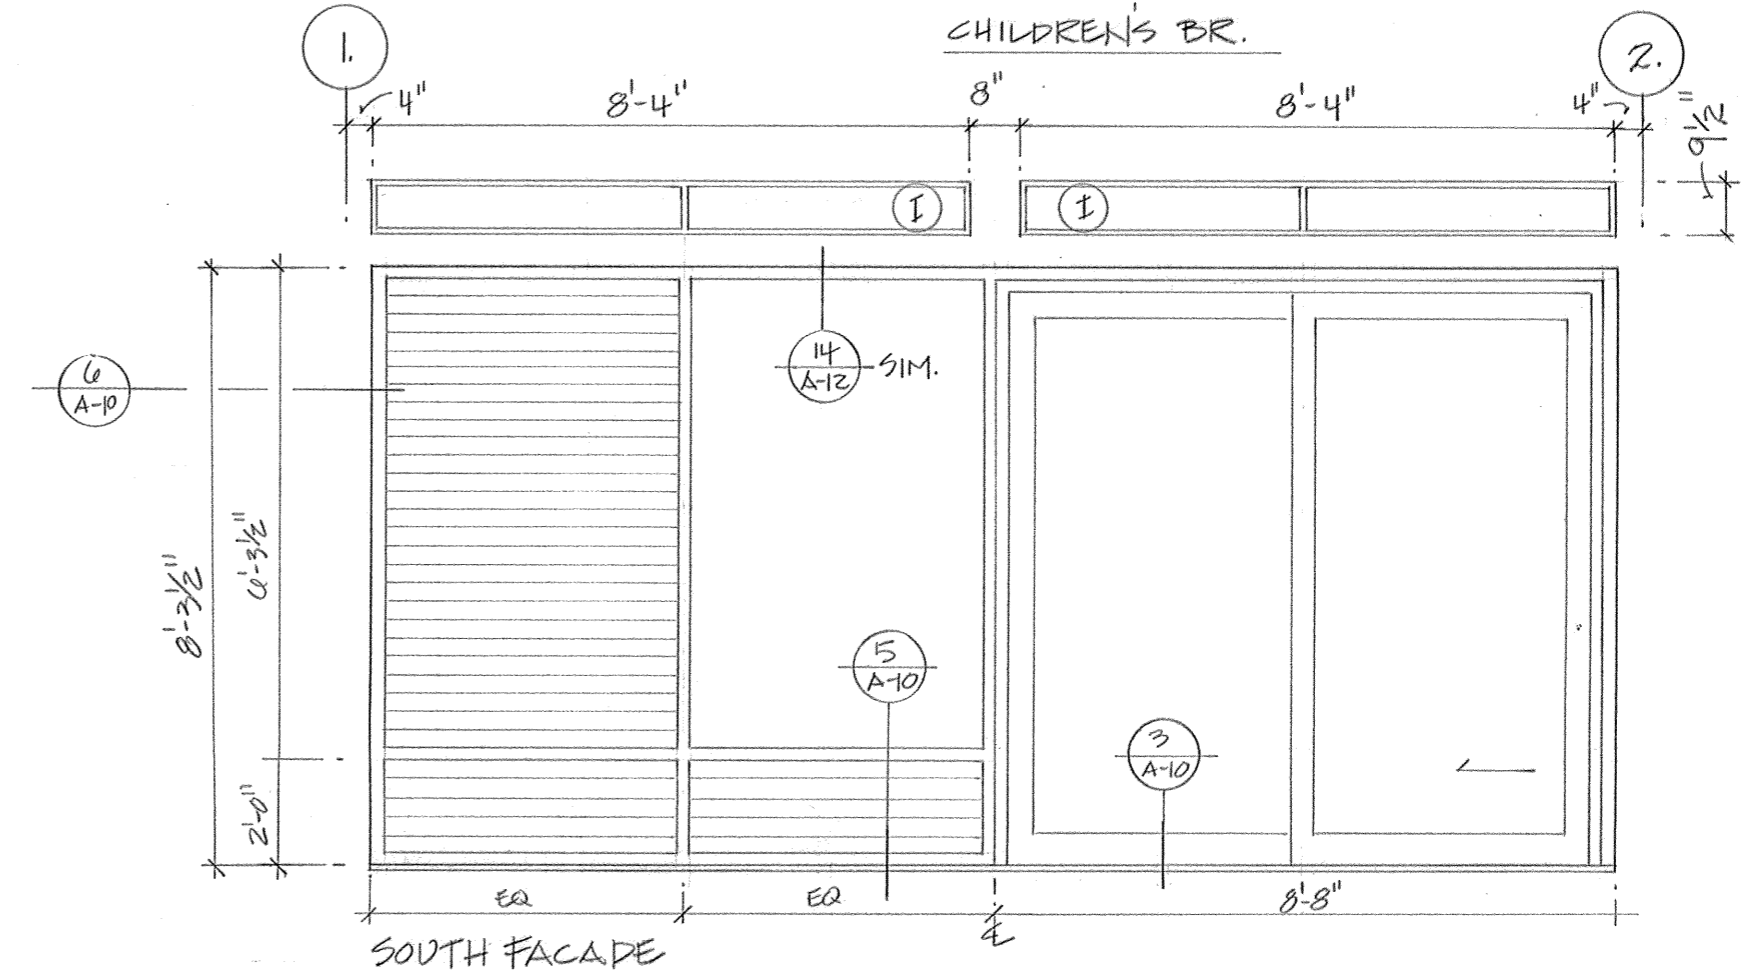 CHILDREN'S BR.
1.
2.
4"
8'-4"
8"
8'-4"
4"
9½"
I
I
14
A-12
SIM.
6
A-10
8'-3½"
6'-3½"
2'-0"
5
A-10
3
A-10
EQ
EQ
8'-8"
℄
SOUTH FACADE